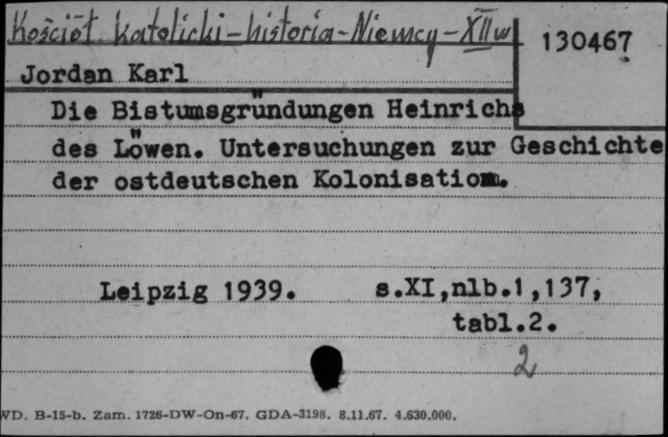 Kościół katolicki-historia-Niemcy-XII w
130467
Jordan Karl
Die Bistumsgründungen Heinrichs
des Löwen. Untersuchungen zur Geschichte
der ostdeutschen Kolonisation.
Leipzig 1939. s.XI,nlb.1,137,
tabl.2.
2
WD. B-15-b. Zam. 1726-DW-On-67. GDA-3198. 8.11.67. 4.630.000.